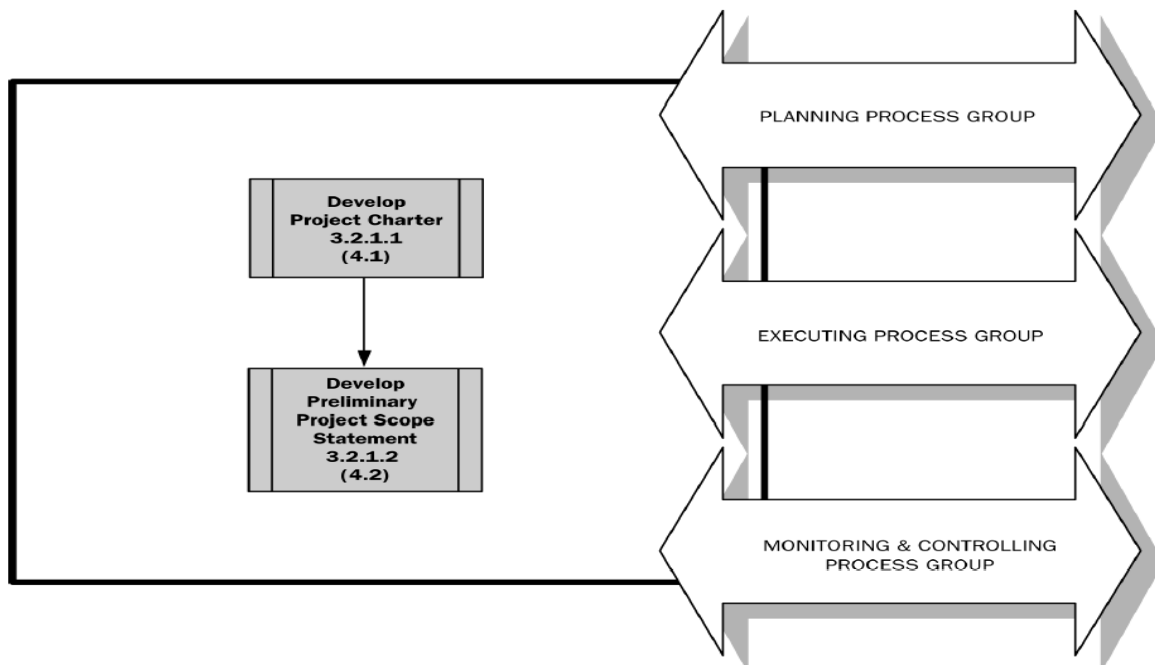 Develop
Project Charter
3.2.1.1
(4.1)
Develop
Preliminary
Project Scope
Statement
3.2.1.2
(4.2)
PLANNING PROCESS GROUP
EXECUTING PROCESS GROUP
MONITORING & CONTROLLING
PROCESS GROUP